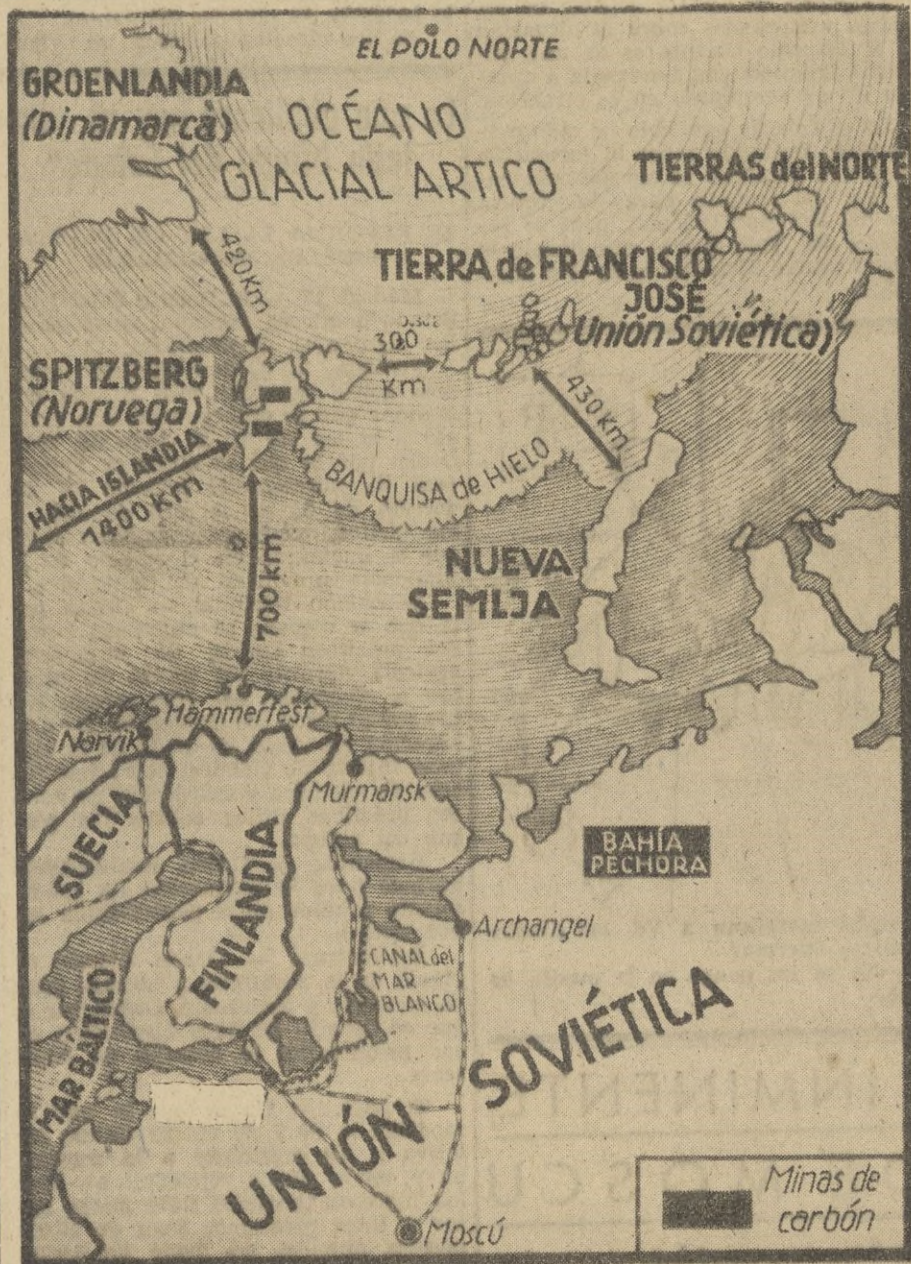 EL POLO NORTE
GROENLANDIA
(Dinamarca)
OCÉANO
GLACIAL ARTICO
TIERRAS del NORTE
420 Km
TIERRA de FRANCISCO
JOSÉ
(Unión Soviética)
300
Km
SPITZBERG
(Noruega)
430 Km
HACIA ISLANDIA
1400 Km
BANQUISA de HIELO
700 Km
NUEVA
SEMLJA
Hammerfest
Narvik
Murmansk
SUECIA
FINLANDIA
BAHÍA
PECHORA
Archangel
CANAL del
MAR
BLANCO
MAR BÁLTICO
UNIÓN SOVIÉTICA
Moscú
Minas de
carbón